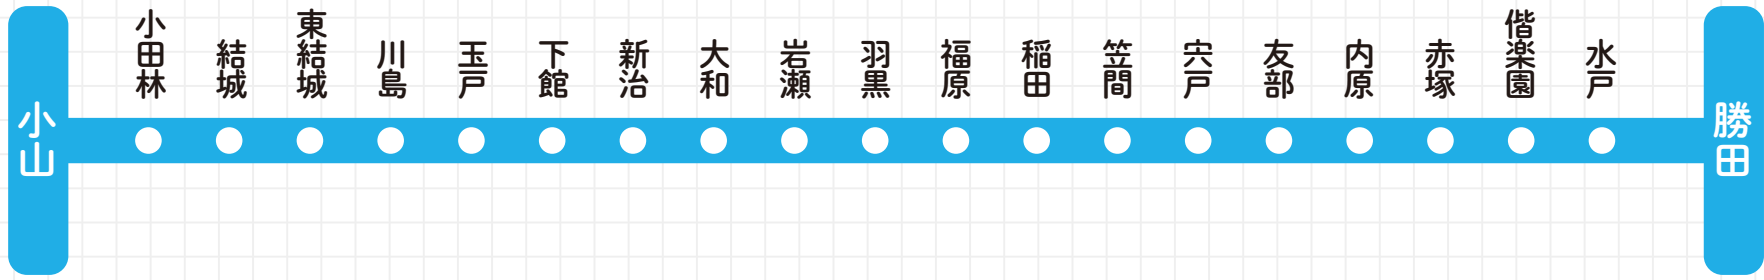 小山
小田林
結城
東結城
川島
玉戸
下館
新治
大和
岩瀬
羽黒
福原
稲田
笠間
宍戸
友部
内原
赤塚
偕楽園
水戸
勝田